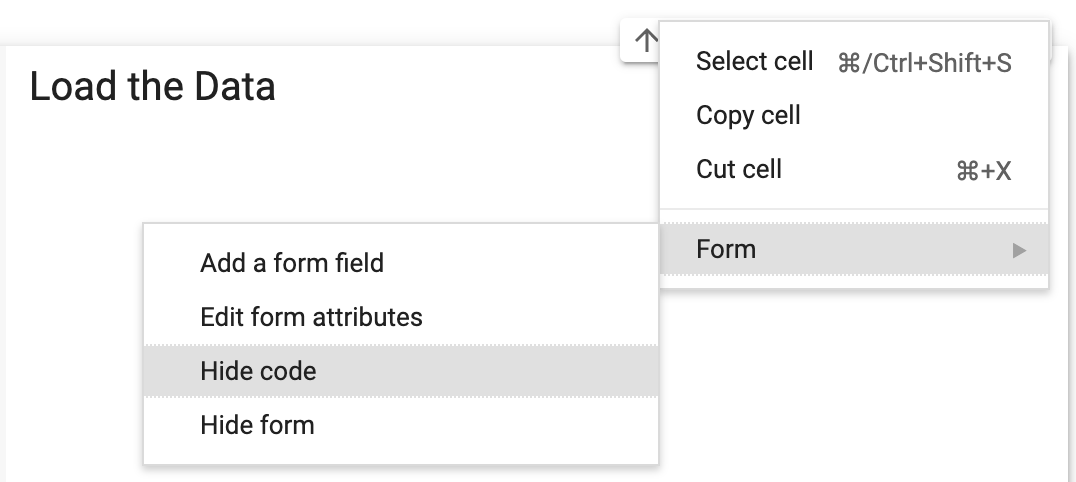 Load the Data
Select cell ⌘/Ctrl+Shift+S
Copy cell
Cut cell ⌘+X
Form
Add a form field
Edit form attributes
Hide code
Hide form